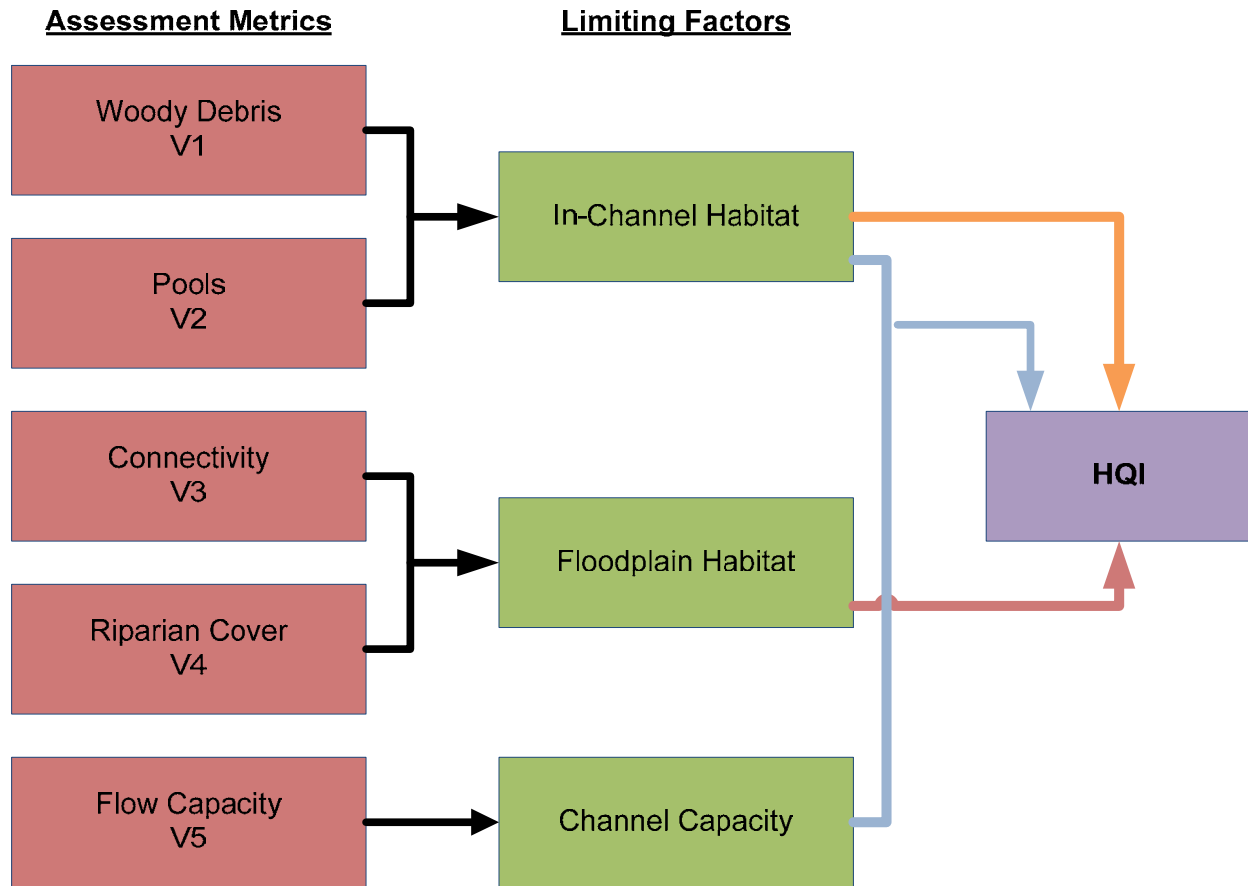 Assessment Metrics
Limiting Factors
Woody Debris
V1
Pools
V2
Connectivity
V3
Riparian Cover
V4
Flow Capacity
V5
In-Channel Habitat
Floodplain Habitat
Channel Capacity
HQI